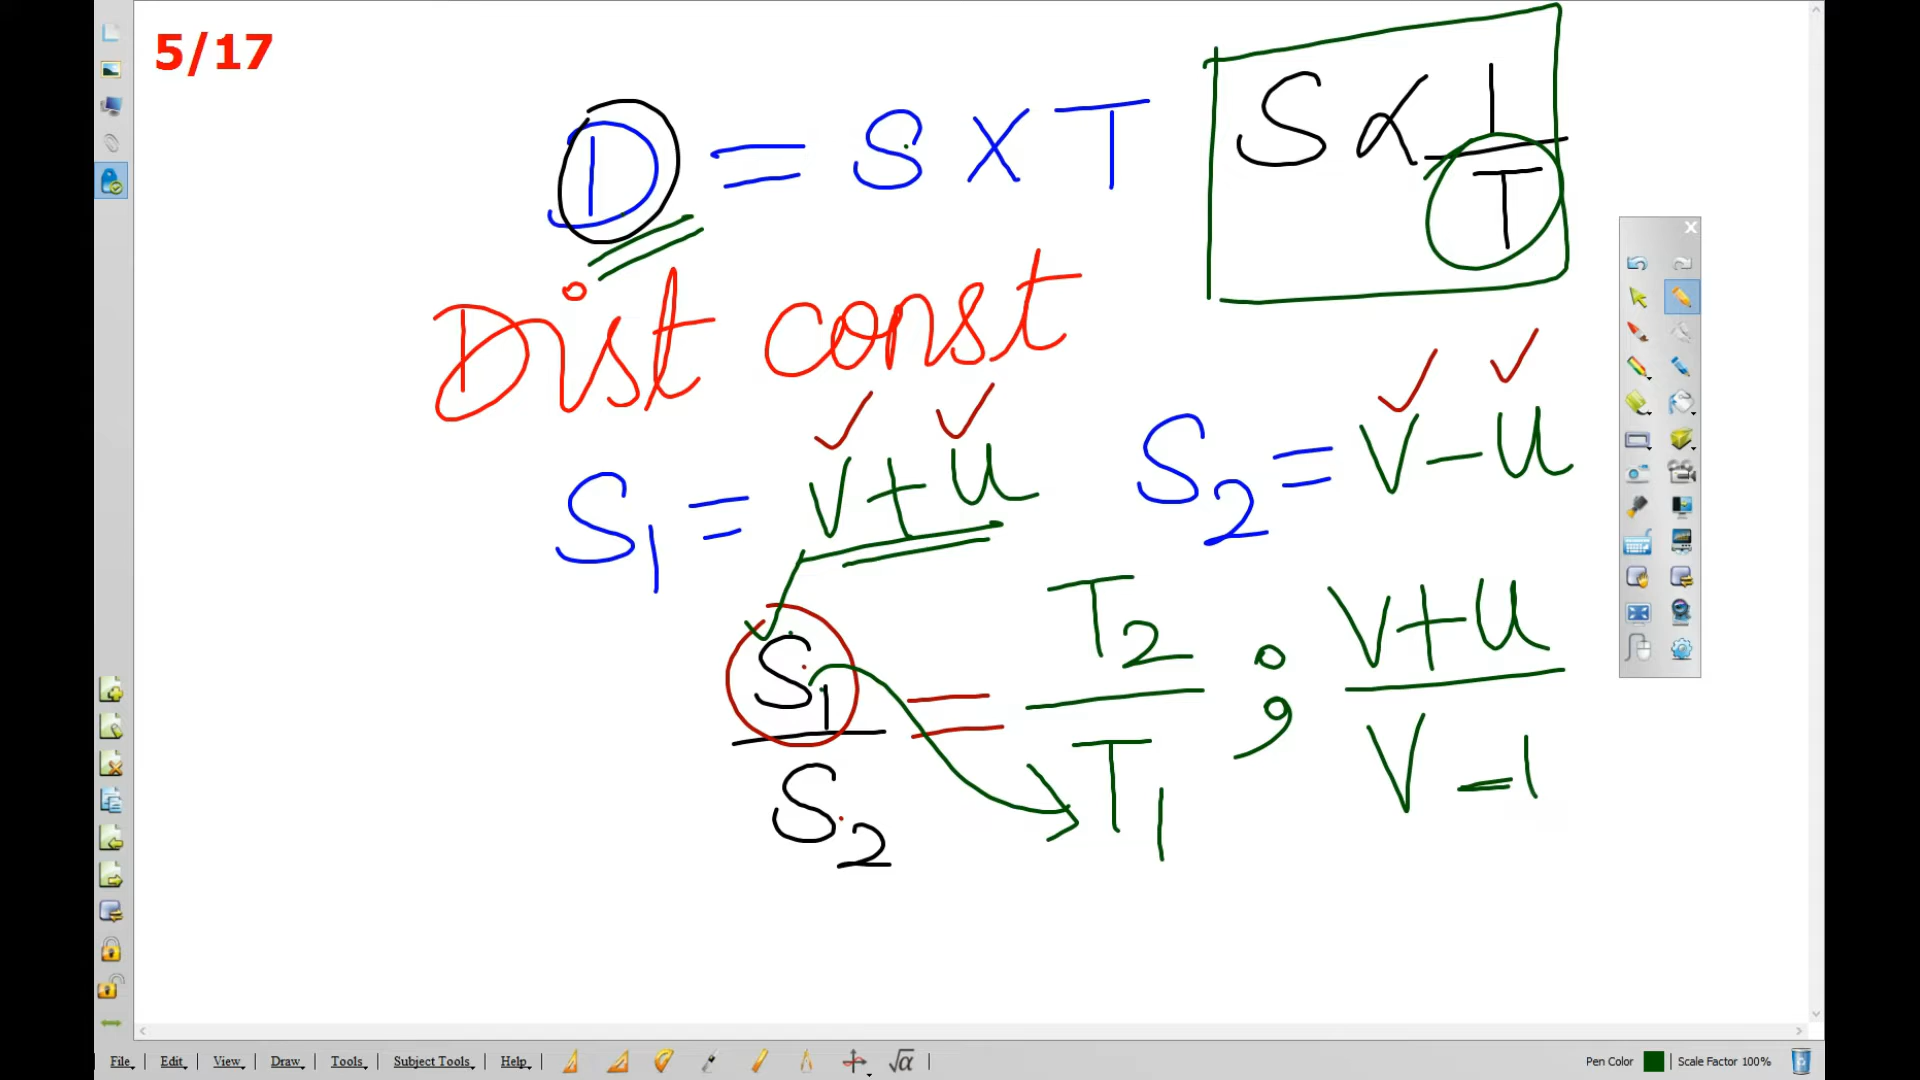 5/17
D = S X T
S ∝ 1/T
Dist const
S1 = V+U
S2 = V-U
S1/S2 = T2/T1 ; V+U/V-1
File Edit View Draw Tools Subject Tools Help
√α
Pen Color
Scale Factor 100%